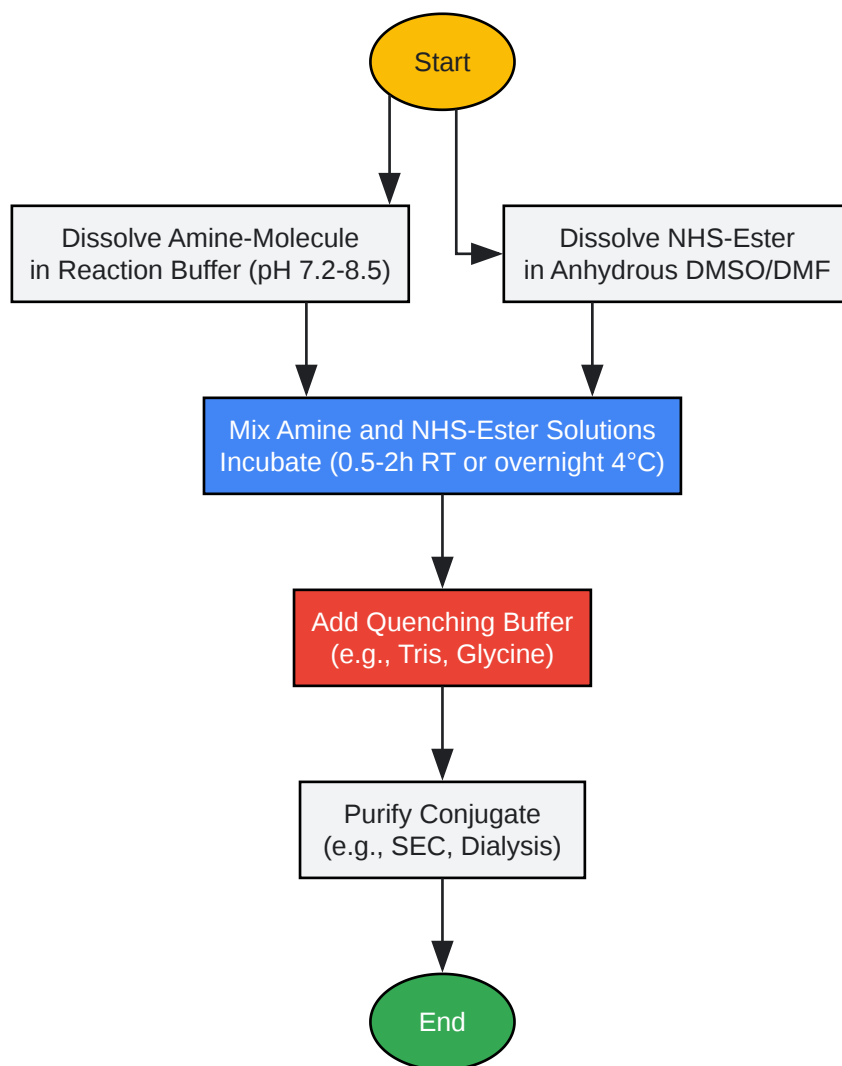 Start
Dissolve Amine-Molecule
in Reaction Buffer (pH 7.2-8.5)
Dissolve NHS-Ester
in Anhydrous DMSO/DMF
Mix Amine and NHS-Ester Solutions
Incubate (0.5-2h RT or overnight 4°C)
Add Quenching Buffer
(e.g., Tris, Glycine)
Purify Conjugate
(e.g., SEC, Dialysis)
End